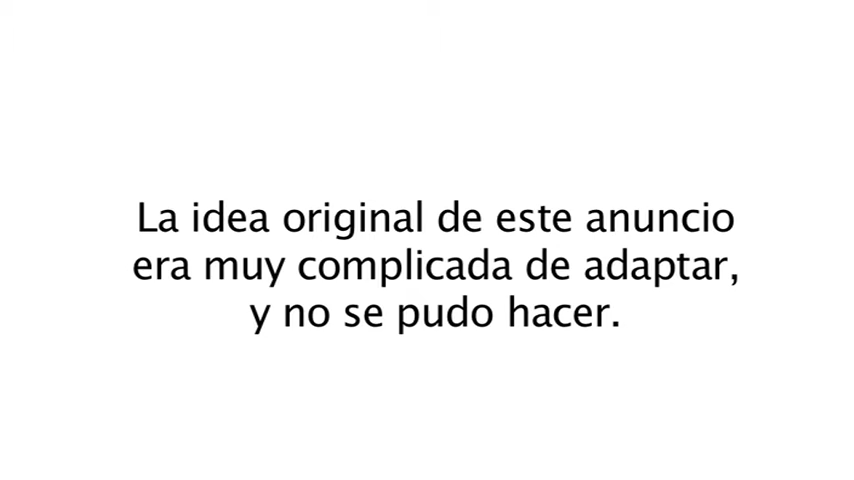 La idea original de este anuncio
era muy complicada de adaptar,
y no se pudo hacer.